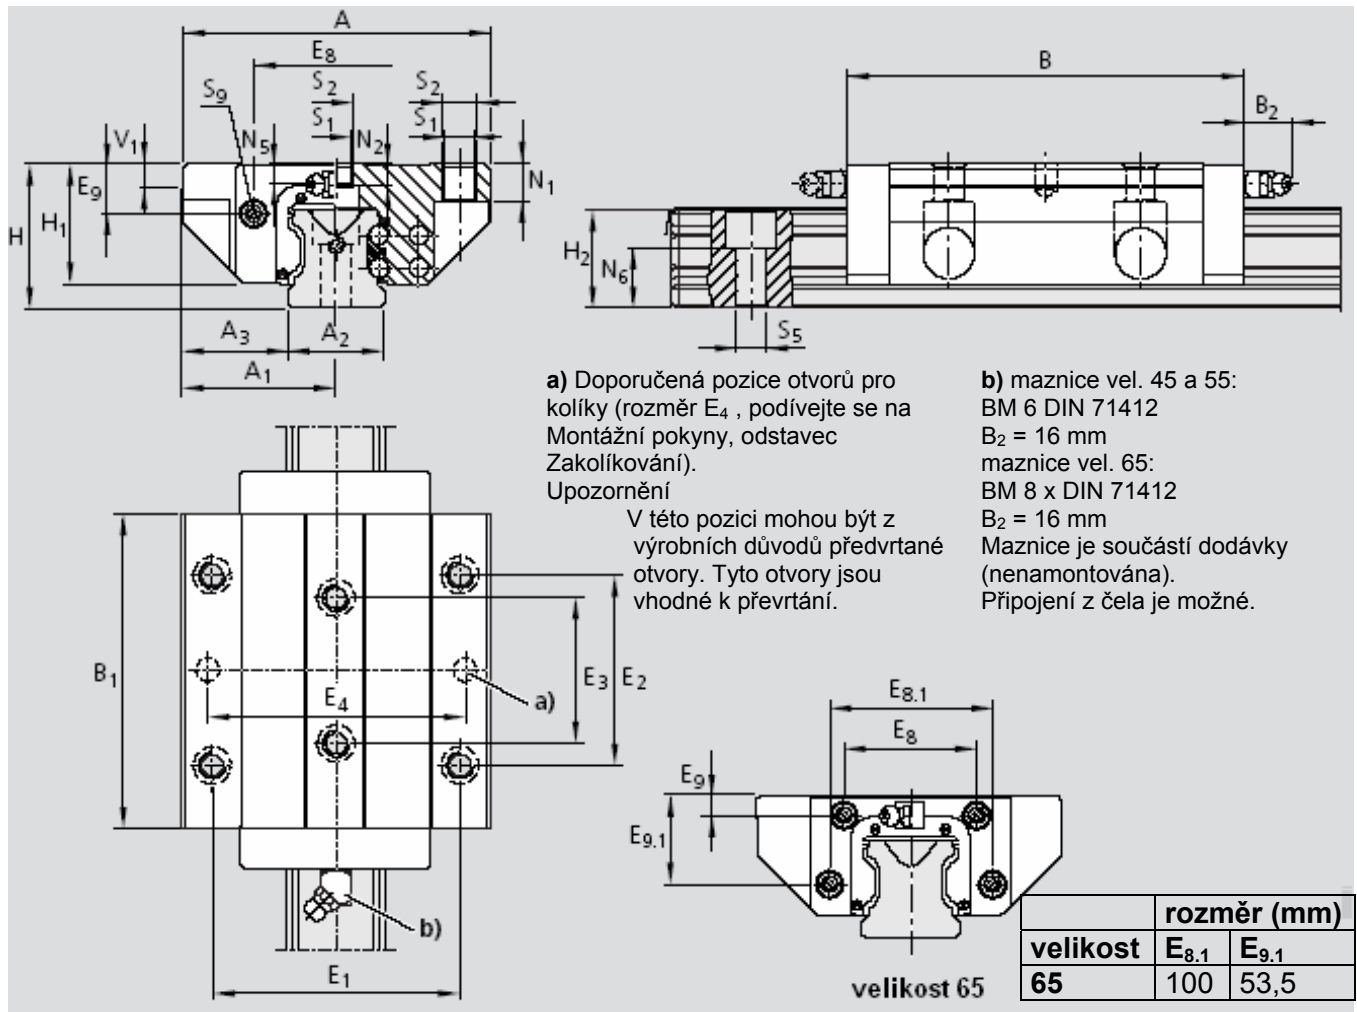 A
E8
S9
S2
S2
S1
S1
V1
N5
N2
N1
E9
H
H1
A3
A2
A1
B
B2
H2
N6
S5
a) Doporučená pozice otvorů pro
kolíky (rozměr E4 , podívejte se na
Montážní pokyny, odstavec
Zakolíkování).
Upozornění
V této pozici mohou být z
výrobních důvodů předvrtané
otvory. Tyto otvory jsou
vhodné k převrtání.
b) maznice vel. 45 a 55:
BM 6 DIN 71412
B2 = 16 mm
maznice vel. 65:
BM 8 x DIN 71412
B2 = 16 mm
Maznice je součástí dodávky
(nenamontována).
Připojení z čela je možné.
B1
E4
E3
E2
a)
b)
E1
E8.1
E8
E9
E9.1
velikost 65
rozměr (mm)
velikost E8.1 E9.1
65 100 53,5